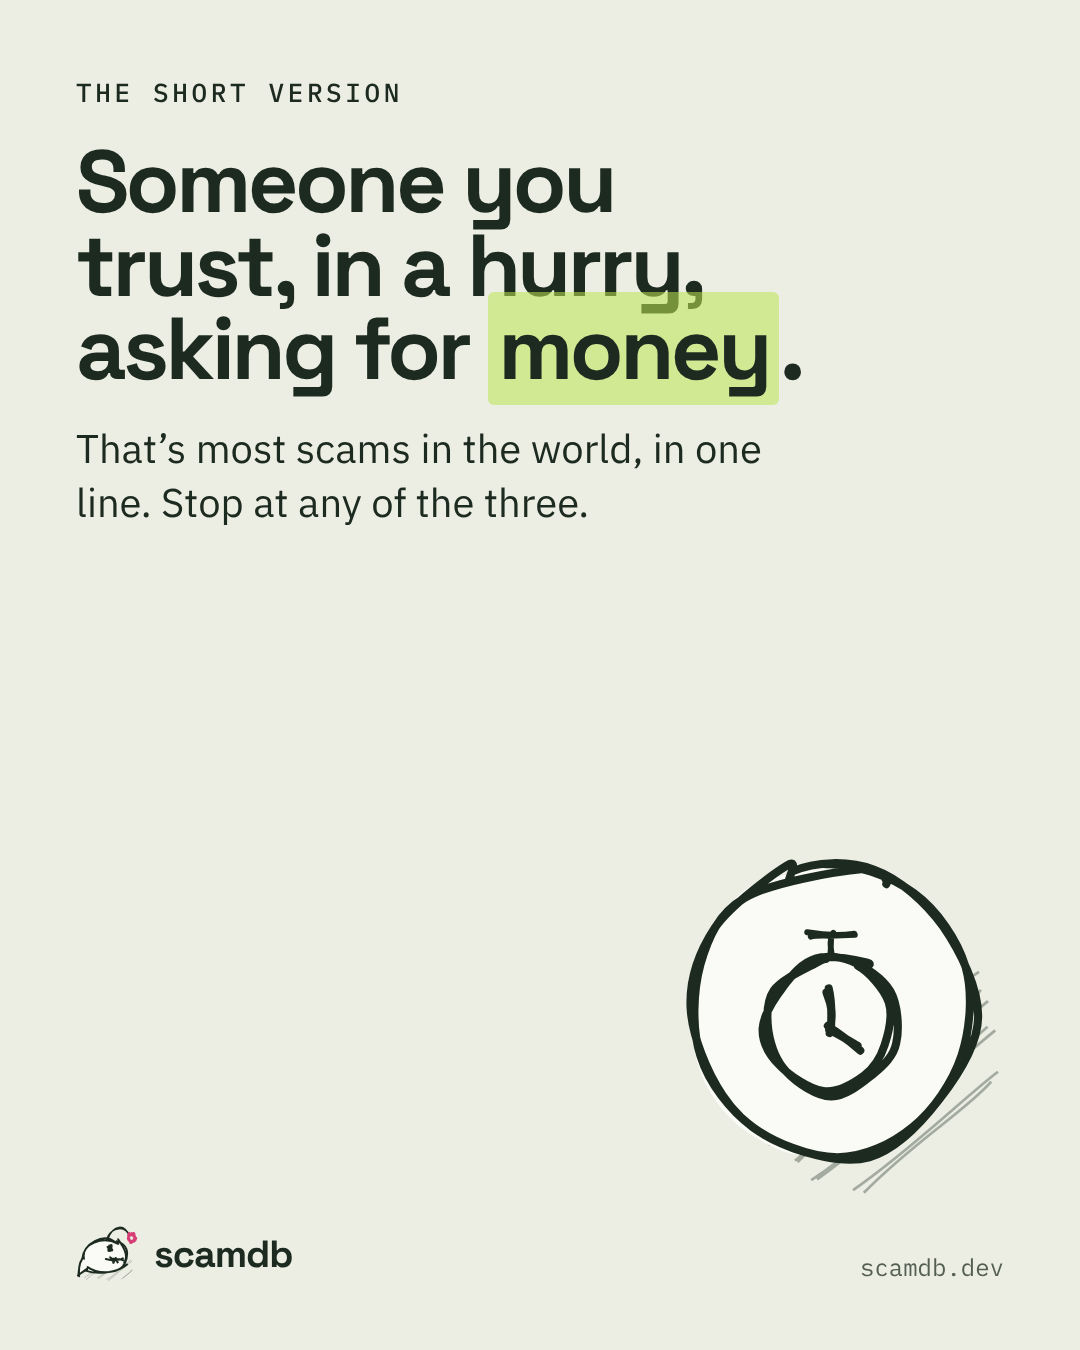 THE SHORT VERSION
Someone you
trust, in a hurry,
asking for money.
That’s most scams in the world, in one
line. Stop at any of the three.
scamdb
scamdb.dev